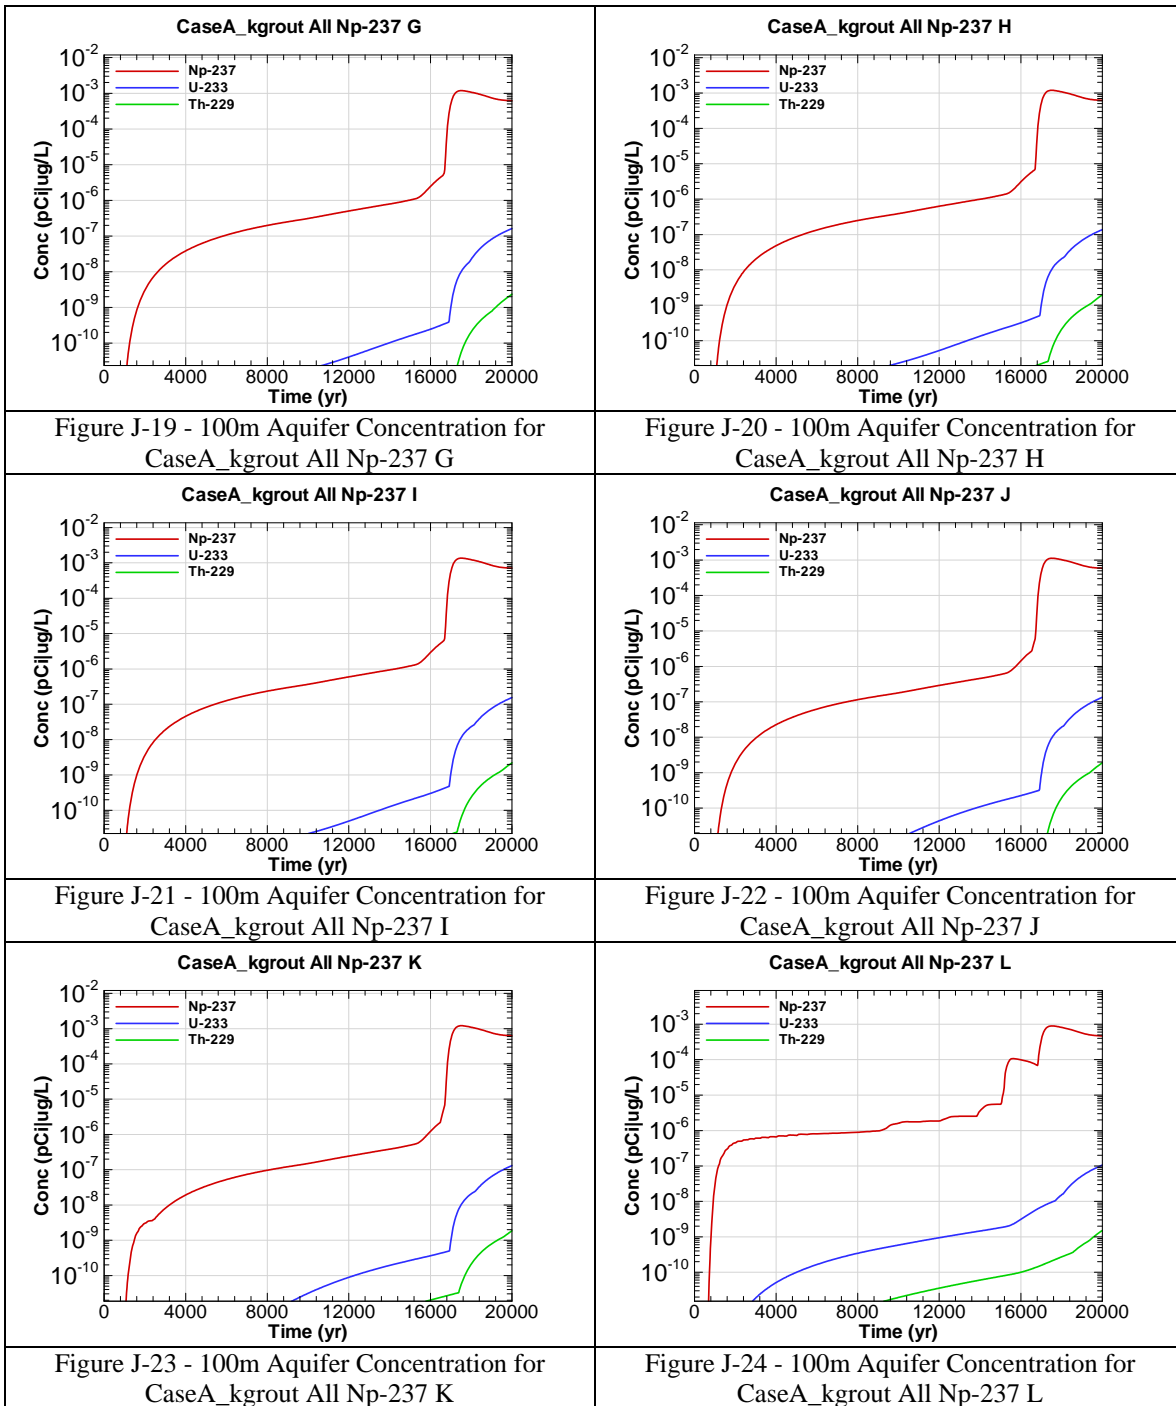 CaseA_kgrout All Np-237 G
Conc (pCi|ug/L)
10-2
10-3
10-4
10-5
10-6
10-7
10-8
10-9
10-10
Np-237
U-233
Th-229
0 4000 8000 12000 16000 20000
Time (yr)
Figure J-19 - 100m Aquifer Concentration for
CaseA_kgrout All Np-237 G
CaseA_kgrout All Np-237 H
Conc (pCi|ug/L)
10-2
10-3
10-4
10-5
10-6
10-7
10-8
10-9
10-10
Np-237
U-233
Th-229
0 4000 8000 12000 16000 20000
Time (yr)
Figure J-20 - 100m Aquifer Concentration for
CaseA_kgrout All Np-237 H
CaseA_kgrout All Np-237 I
Conc (pCi|ug/L)
10-2
10-3
10-4
10-5
10-6
10-7
10-8
10-9
10-10
Np-237
U-233
Th-229
0 4000 8000 12000 16000 20000
Time (yr)
Figure J-21 - 100m Aquifer Concentration for
CaseA_kgrout All Np-237 I
CaseA_kgrout All Np-237 J
Conc (pCi|ug/L)
10-2
10-3
10-4
10-5
10-6
10-7
10-8
10-9
10-10
Np-237
U-233
Th-229
0 4000 8000 12000 16000 20000
Time (yr)
Figure J-22 - 100m Aquifer Concentration for
CaseA_kgrout All Np-237 J
CaseA_kgrout All Np-237 K
Conc (pCi|ug/L)
10-2
10-3
10-4
10-5
10-6
10-7
10-8
10-9
10-10
Np-237
U-233
Th-229
0 4000 8000 12000 16000 20000
Time (yr)
Figure J-23 - 100m Aquifer Concentration for
CaseA_kgrout All Np-237 K
CaseA_kgrout All Np-237 L
Conc (pCi|ug/L)
10-3
10-4
10-5
10-6
10-7
10-8
10-9
10-10
Np-237
U-233
Th-229
0 4000 8000 12000 16000 20000
Time (yr)
Figure J-24 - 100m Aquifer Concentration for
CaseA_kgrout All Np-237 L